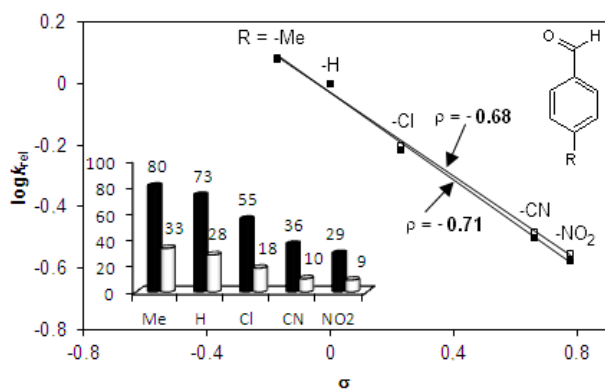 0.2
0
-0.2
-0.4
-0.6
-0.8
logk_rel
R = -Me
-H
-Cl
ρ = - 0.68
ρ = - 0.71
-CN
-NO₂
O
H
R
100
80
60
40
20
0
80
73
55
36
29
33
28
18
10
9
Me H Cl CN NO2
-0.8 -0.4 0 0.4 0.8
σ